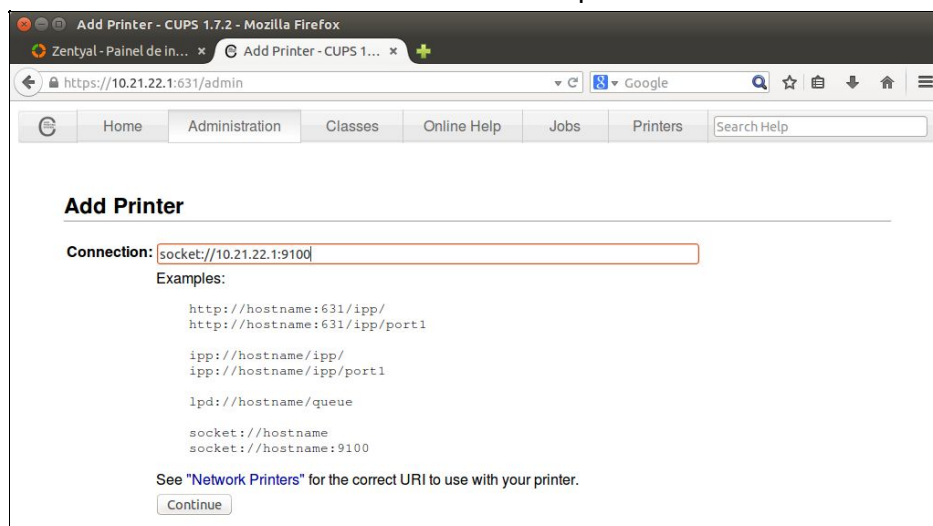 Add Printer - CUPS 1.7.2 - Mozilla Firefox
Zentyal - Painel de in... × Add Printer - CUPS 1... ×
https://10.21.22.1:631/admin Google
Home Administration Classes Online Help Jobs Printers Search Help
Add Printer
Connection: socket://10.21.22.1:9100
Examples:
http://hostname:631/ipp/
http://hostname:631/ipp/port1
ipp://hostname/ipp/
ipp://hostname/ipp/port1
lpd://hostname/queue
socket://hostname
socket://hostname:9100
See "Network Printers" for the correct URI to use with your printer.
Continue